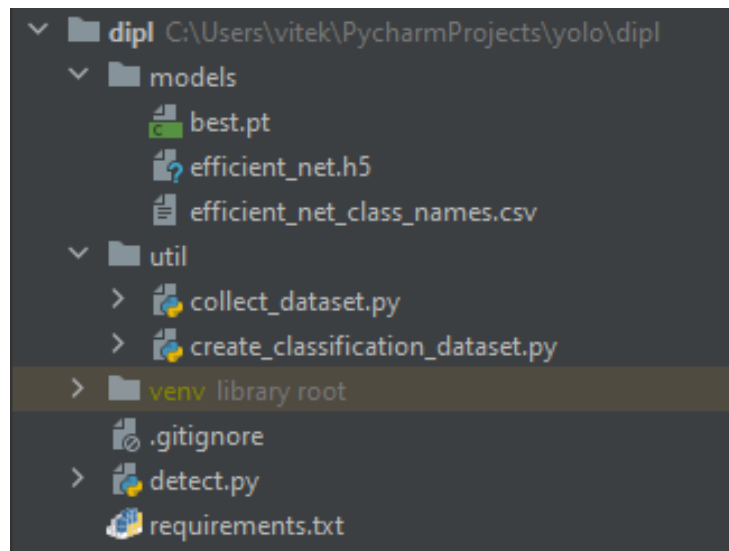 dipl C:\Users\vitek\PycharmProjects\yolo\dipl
models
best.pt
efficient_net.h5
efficient_net_class_names.csv
util
collect_dataset.py
create_classification_dataset.py
venv library root
.gitignore
detect.py
requirements.txt